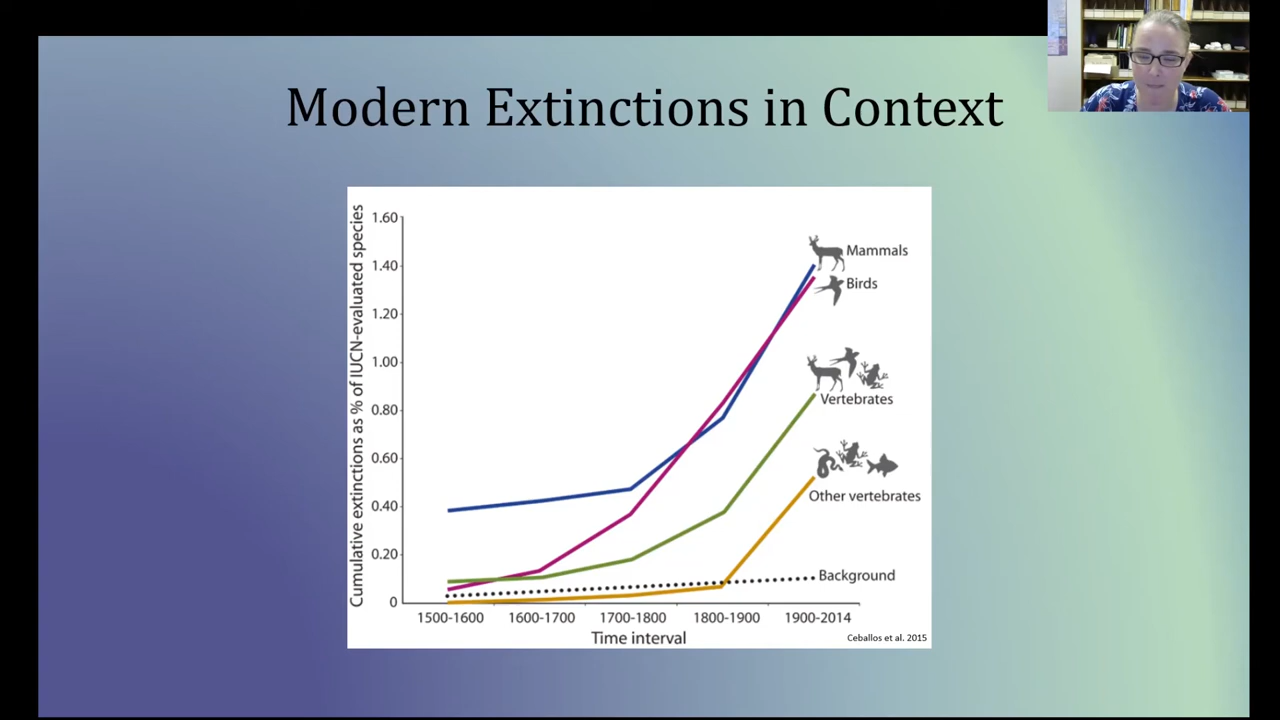 Modern Extinctions in Context
Cumulative extinctions as % of IUCN-evaluated species
1.60
1.40
1.20
1.00
0.80
0.60
0.40
0.20
0
Mammals
Birds
Vertebrates
Other vertebrates
Background
1500-1600 1600-1700 1700-1800 1800-1900 1900-2014
Time interval
Ceballos et al. 2015